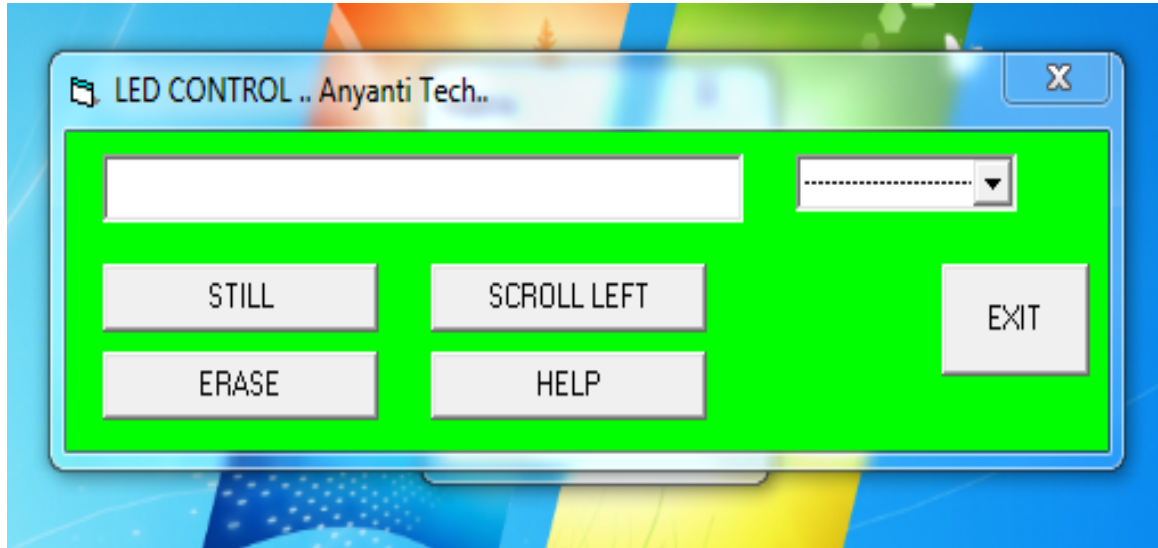 LED CONTROL .. Anyanti Tech..
STILL
SCROLL LEFT
EXIT
ERASE
HELP